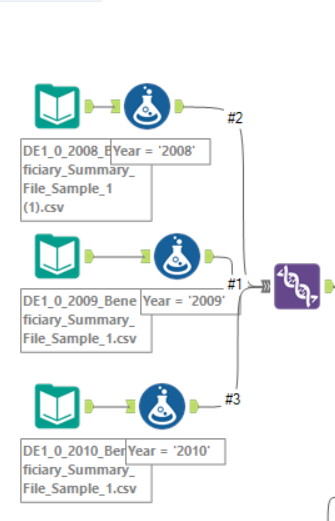 #2
DE1_0_2008_B
ficiary_Summary_
File_Sample_1
(1).csv
Year = '2008'
#1
DE1_0_2009_Bene
ficiary_Summary_
File_Sample_1.csv
Year = '2009'
#3
DE1_0_2010_Ben
ficiary_Summary_
File_Sample_1.csv
Year = '2010'